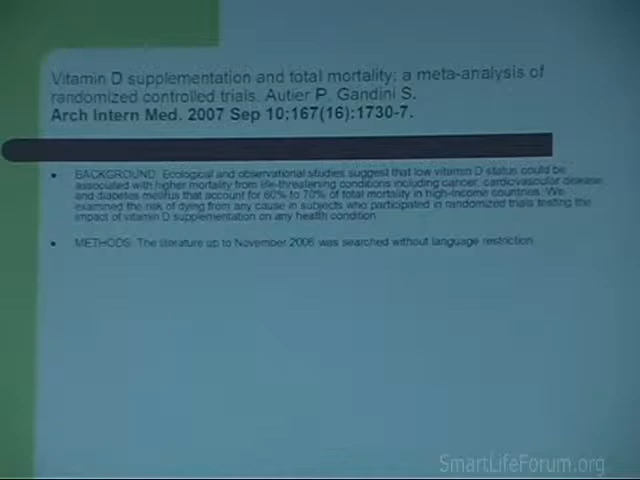 Vitamin D supplementation and total mortality: a meta-analysis of
randomized controlled trials. Autier P. Gandini S.
Arch Intern Med. 2007 Sep 10;167(16):1730-7.
• BACKGROUND: Ecological and observational studies suggest that low vitamin D status could be
associated with higher mortality from life-threatening conditions including cancer, cardiovascular disease,
and diabetes mellitus that account for 60% to 70% of total mortality in high-income countries. We
examined the risk of dying from any cause in subjects who participated in randomized trials testing the
impact of vitamin D supplementation on any health condition.
• METHODS: The literature up to November 2006 was searched without language restriction.
SmartLifeForum.org